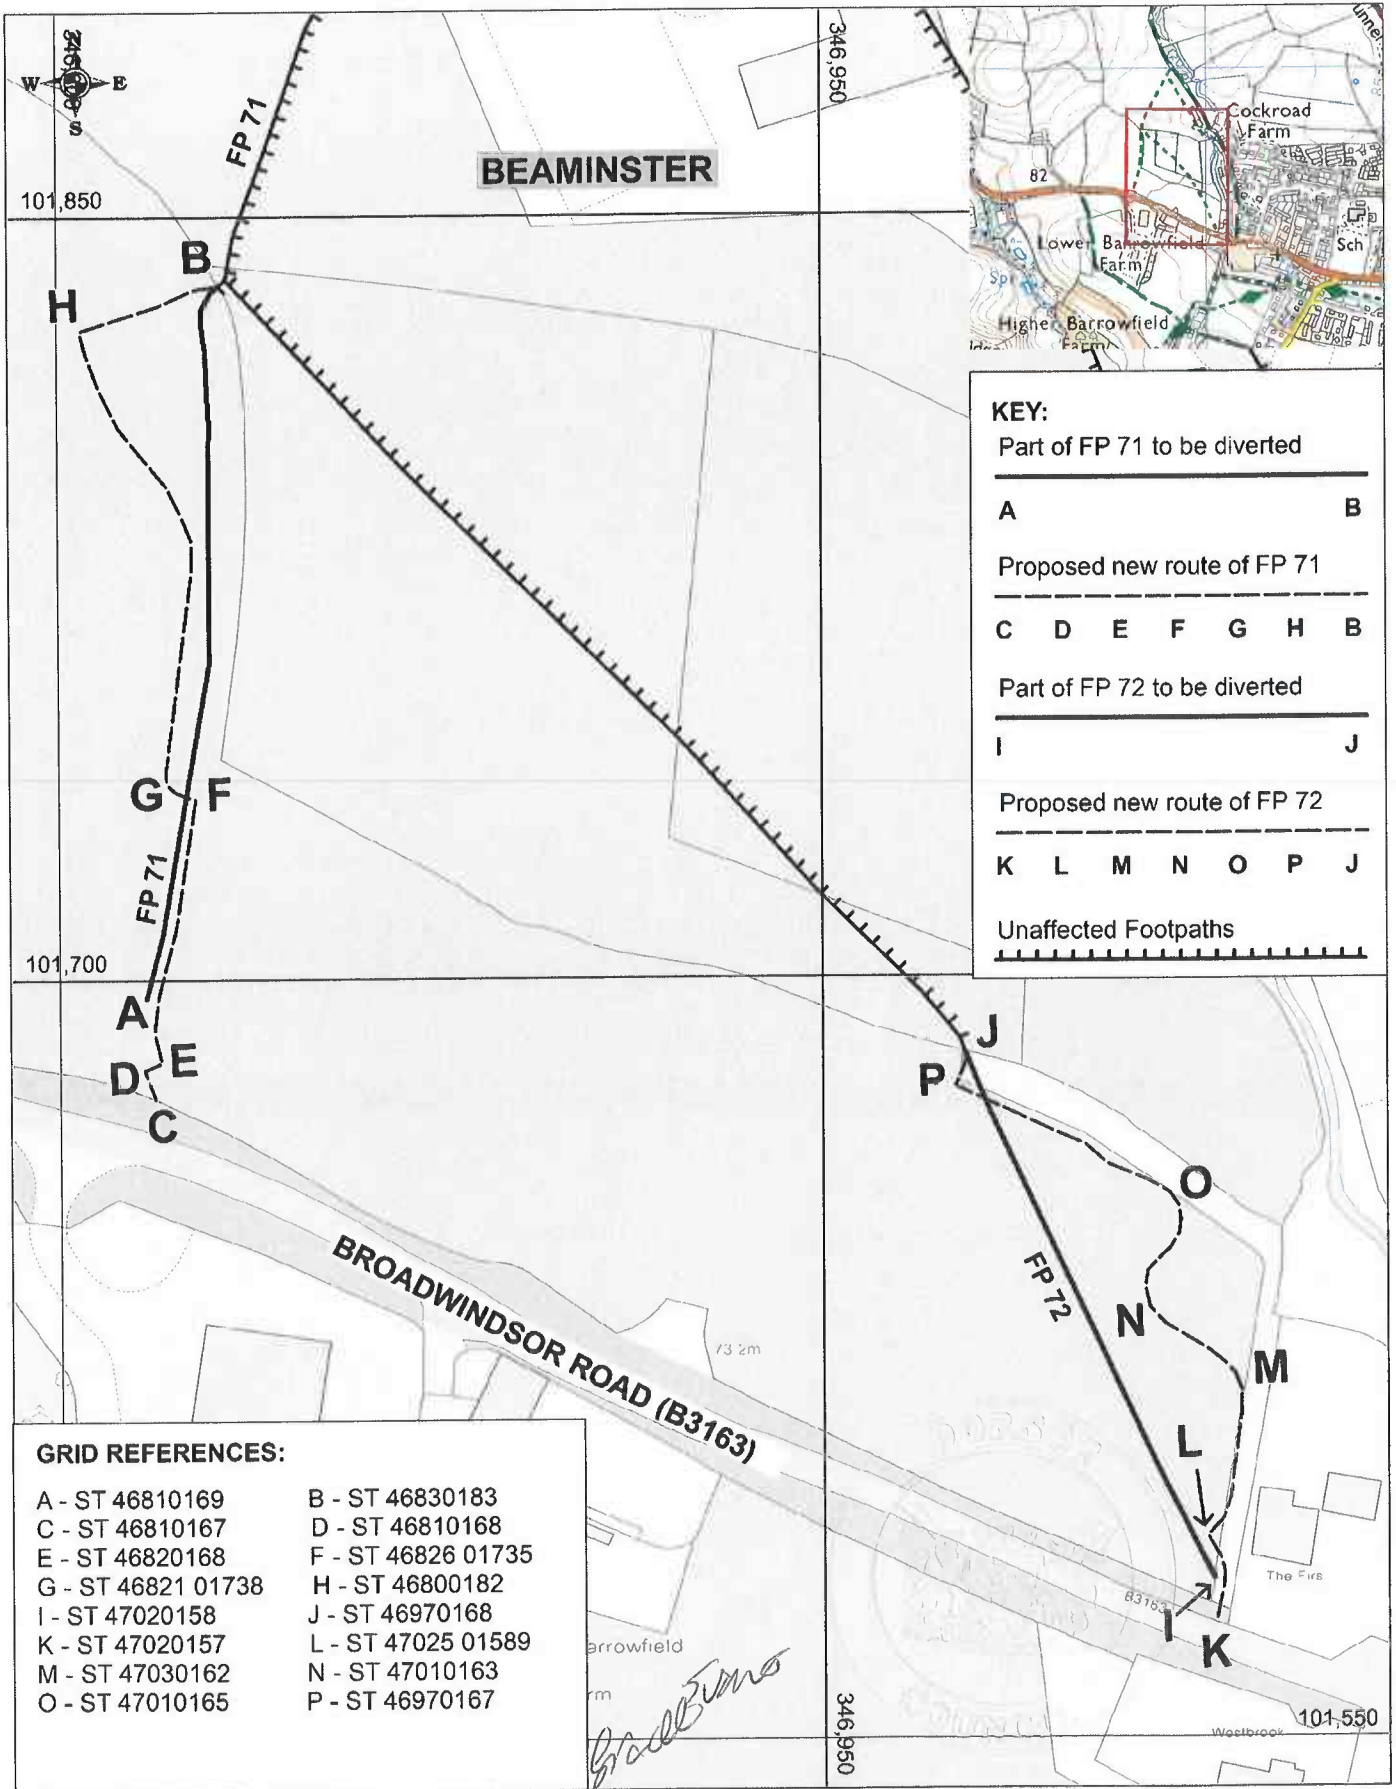 N
W E
S
FP 71
346,950
BEAMINSTER
101,850
B
H
Cockroad
Farm
82
Lower Barrowfield
Farm
Sch
Sp
Higher Barrowfield
Farm
KEY:
Part of FP 71 to be diverted
A B
Proposed new route of FP 71
C D E F G H B
Part of FP 72 to be diverted
I J
Proposed new route of FP 72
K L M N O P J
Unaffected Footpaths
G F
FP 71
101,700
A
D E
C
J
P
O
FP 72
N
M
L
BROADWINDSOR ROAD (B3163)
73.2m
The Firs
B3163
I
K
GRID REFERENCES:
A - ST 46810169 B - ST 46830183
C - ST 46810167 D - ST 46810168
E - ST 46820168 F - ST 46826 01735
G - ST 46821 01738 H - ST 46800182
I - ST 47020158 J - ST 46970168
K - ST 47020157 L - ST 47025 01589
M - ST 47030162 N - ST 47010163
O - ST 47010165 P - ST 46970167
arrowfield
rm
346,950
Westbrook
101,550